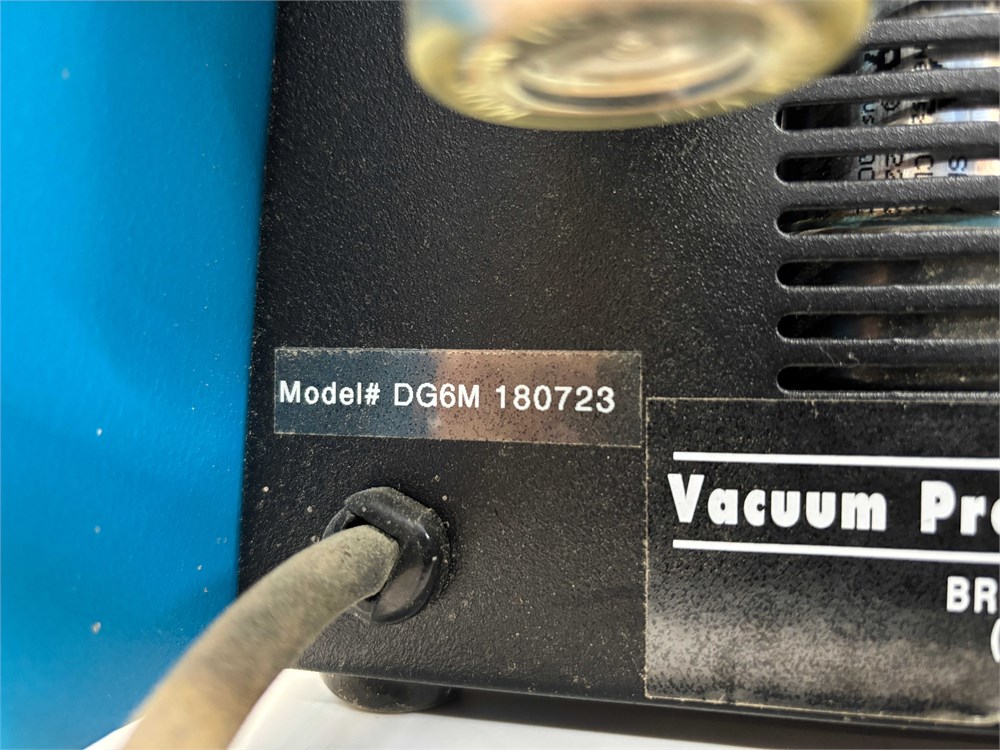 Model# DG6M 180723
Vacuum Pr
BR
(